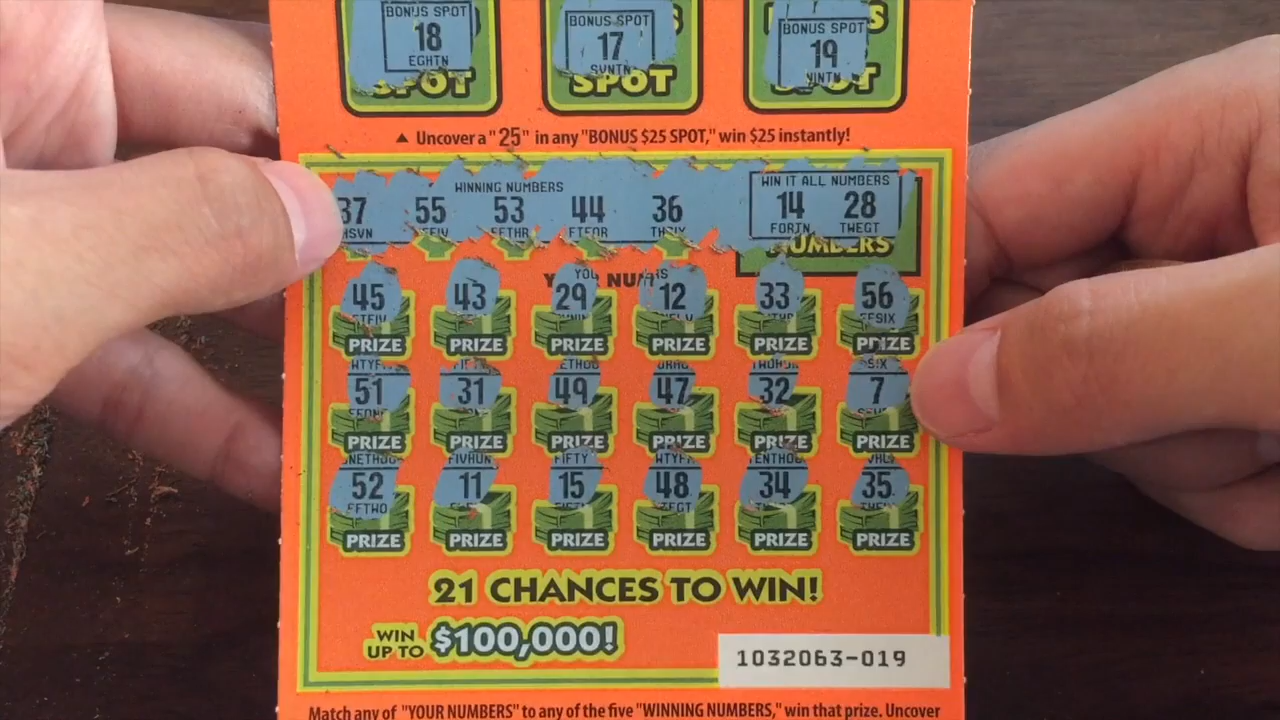 BONUS SPOT BONUS SPOT BONUS SPOT
18 17 19
EGHTN SVNTN NINTN
SPOT SPOT SPOT
▲ Uncover a "25" in any "BONUS $25 SPOT," win $25 instantly!
WINNING NUMBERS WIN IT ALL NUMBERS
37 55 53 44 36 14 28
FORTN TWEGT
NUMBERS
45 43 29 12 33 56
FFSIX
PRIZE PRIZE PRIZE PRIZE PRIZE PRIZE
51 31 49 47 32 7
PRIZE PRIZE PRIZE PRIZE PRIZE PRIZE
FIFTY
52 11 15 48 34 35
FFTWO
PRIZE PRIZE PRIZE PRIZE PRIZE PRIZE
21 CHANCES TO WIN!
WIN UP TO $100,000!
1032063-019
Match any of "YOUR NUMBERS" to any of the five "WINNING NUMBERS," win that prize. Uncover